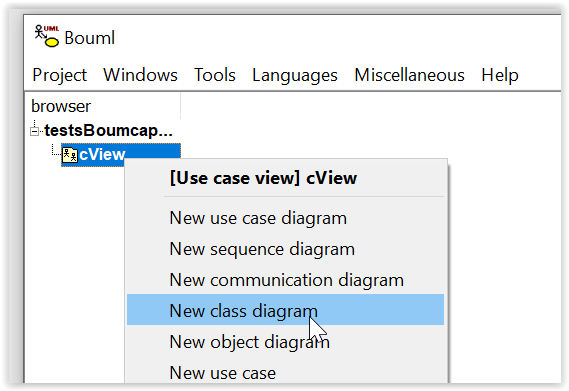 UML
Bouml
Project Windows Tools Languages Miscellaneous Help
browser
testsBoumcap...
cView
[Use case view] cView
New use case diagram
New sequence diagram
New communication diagram
New class diagram
New object diagram
New use case